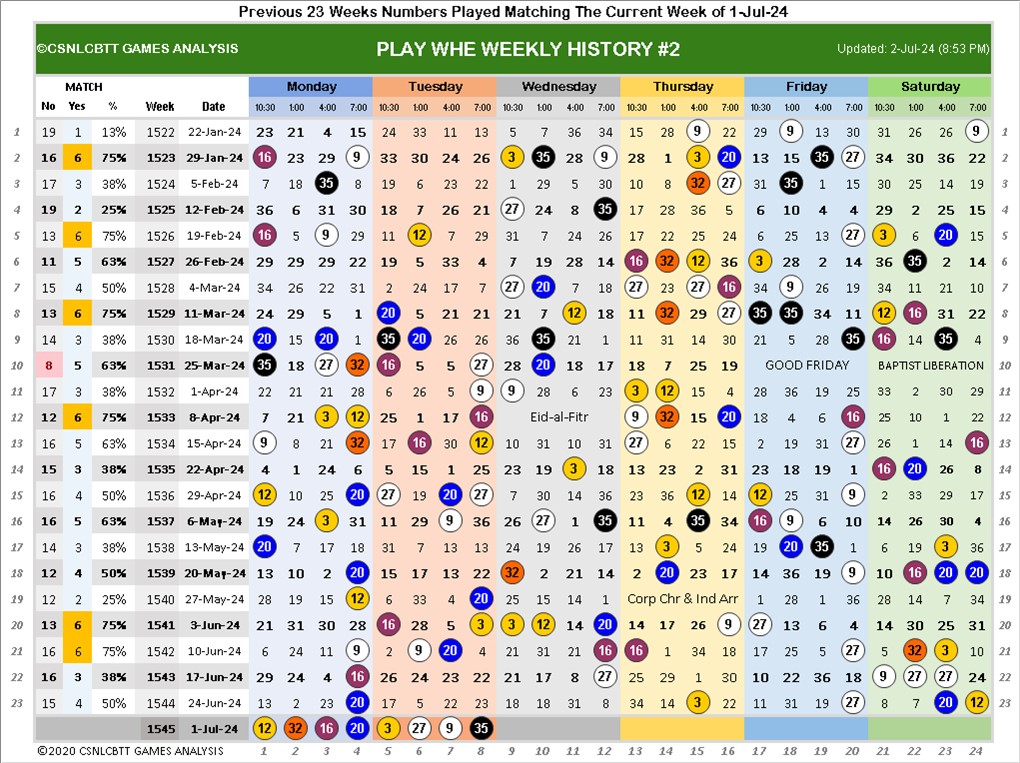 Previous 23 Weeks Numbers Played Matching The Current Week of 1-Jul-24
©CSNLCBTT GAMES ANALYSIS PLAY WHE WEEKLY HISTORY #2 Updated: 2-Jul-24 (8:53 PM)
MATCH Monday Tuesday Wednesday Thursday Friday Saturday
No Yes % Week Date 10:30 1:00 4:00 7:00 10:30 1:00 4:00 7:00 10:30 1:00 4:00 7:00 10:30 1:00 4:00 7:00 10:30 1:00 4:00 7:00 10:30 1:00 4:00 7:00
1 19 1 13% 1522 22-Jan-24 23 21 4 15 24 33 11 13 5 7 36 34 15 28 9 22 29 9 13 30 31 26 26 9 1
2 16 6 75% 1523 29-Jan-24 16 23 29 9 33 30 24 26 3 35 28 9 28 1 3 20 13 15 35 27 34 30 36 22 2
3 17 3 38% 1524 5-Feb-24 7 18 35 8 19 6 23 22 1 29 5 30 10 8 32 27 31 35 1 15 30 25 14 19 3
4 19 2 25% 1525 12-Feb-24 36 6 31 30 18 7 26 21 27 24 8 35 17 28 36 5 6 10 4 4 29 2 25 15 4
5 13 6 75% 1526 19-Feb-24 16 5 9 29 11 12 7 29 31 7 24 26 17 22 25 24 6 25 13 27 3 6 20 15 5
6 11 5 63% 1527 26-Feb-24 29 29 29 22 19 5 33 4 7 19 28 14 16 32 12 36 3 28 2 14 36 35 2 14 6
7 15 4 50% 1528 4-Mar-24 34 26 22 31 2 24 17 7 27 20 7 18 27 23 27 16 34 9 26 19 34 11 21 10 7
8 13 6 75% 1529 11-Mar-24 24 29 5 1 20 5 21 21 21 7 12 18 11 32 29 27 35 35 34 11 12 16 31 22 8
9 14 3 38% 1530 18-Mar-24 20 15 20 1 35 20 26 26 36 35 21 1 11 31 14 30 21 5 28 35 16 14 35 4 9
10 8 5 63% 1531 25-Mar-24 35 18 27 32 16 5 5 27 28 20 18 17 18 7 25 19 GOOD FRIDAY BAPTIST LIBERATION 10
11 17 3 38% 1532 1-Apr-24 22 21 21 28 6 26 5 9 9 28 6 23 3 12 15 4 28 36 19 25 33 2 30 29 11
12 12 6 75% 1533 8-Apr-24 7 21 3 12 25 1 17 16 Eid-al-Fitr 9 32 15 20 18 4 6 16 25 10 1 22 12
13 16 5 63% 1534 15-Apr-24 9 8 21 32 17 16 30 12 10 31 10 31 27 6 22 15 2 19 31 27 26 1 14 16 13
14 15 3 38% 1535 22-Apr-24 4 1 24 6 5 15 1 25 23 19 3 18 13 23 2 31 23 18 19 1 16 20 26 8 14
15 16 4 50% 1536 29-Apr-24 12 10 25 20 27 19 20 27 7 30 14 36 23 36 12 14 12 25 31 9 2 33 29 17 15
16 16 5 63% 1537 6-May-24 19 24 3 31 11 29 9 36 26 27 1 35 11 4 35 34 16 9 6 10 14 26 30 4 16
17 14 3 38% 1538 13-May-24 20 7 17 18 31 7 13 13 24 19 26 17 14 3 5 24 19 20 35 1 6 19 3 36 17
18 12 4 50% 1539 20-May-24 13 10 2 20 15 17 13 22 32 2 21 14 2 20 23 17 14 36 19 9 10 16 20 20 18
19 12 2 25% 1540 27-May-24 28 19 15 12 6 33 4 20 25 15 14 1 Corp Chr & Ind Arr 1 28 1 36 28 14 7 34 19
20 13 6 75% 1541 3-Jun-24 21 31 30 28 16 28 5 3 3 12 14 20 14 17 26 9 27 13 6 4 14 30 25 31 20
21 16 6 75% 1542 10-Jun-24 6 24 11 9 2 9 20 4 21 31 21 16 16 1 34 18 17 25 5 27 5 32 3 10 21
22 16 3 38% 1543 17-Jun-24 29 24 4 16 26 24 23 22 21 17 8 27 25 29 1 30 10 22 36 18 9 27 27 24 22
23 15 4 50% 1544 24-Jun-24 13 2 23 20 17 5 22 23 18 18 31 8 34 14 3 22 11 31 19 27 8 7 20 12 23
1545 1-Jul-24 12 32 16 20 3 27 9 35
©2020 CSNLCBTT GAMES ANALYSIS 1 2 3 4 5 6 7 8 9 10 11 12 13 14 15 16 17 18 19 20 21 22 23 24